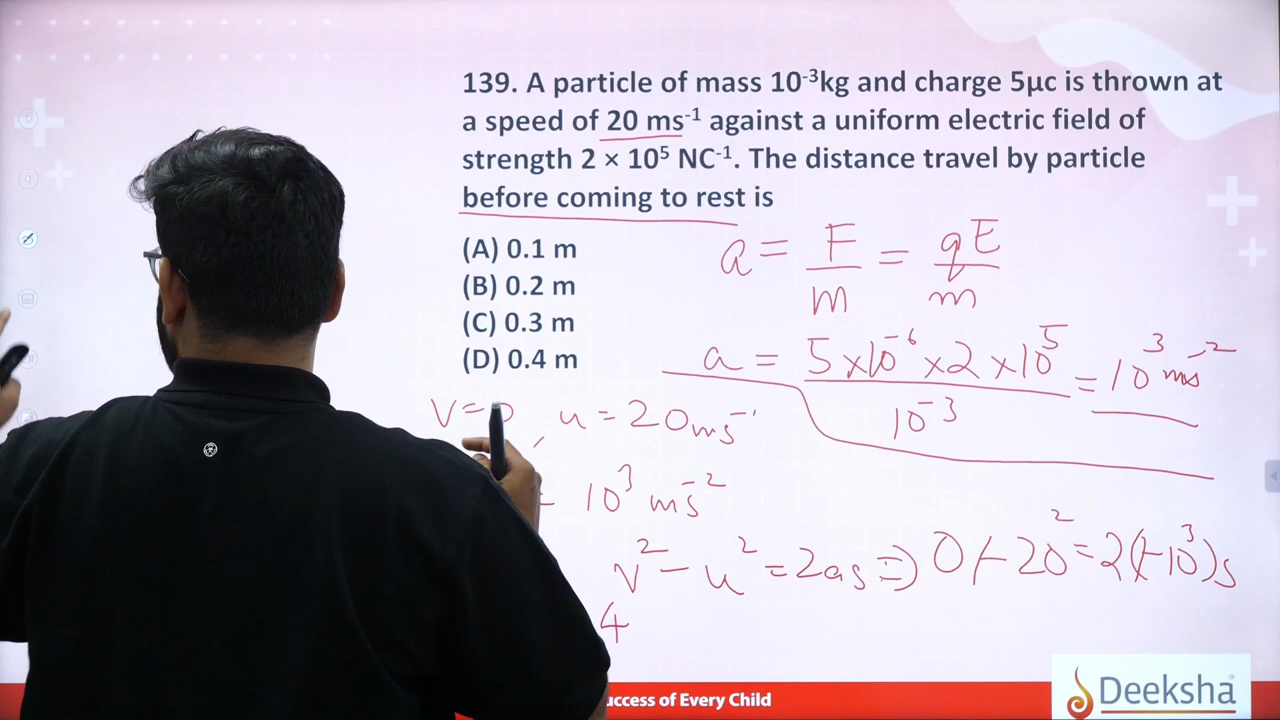 139. A particle of mass 10⁻³kg and charge 5μc is thrown at
a speed of 20 ms⁻¹ against a uniform electric field of
strength 2 × 10⁵ NC⁻¹. The distance travel by particle
before coming to rest is
(A) 0.1 m
(B) 0.2 m
(C) 0.3 m
(D) 0.4 m
a = F/m = qE/m
a = 5×10⁻⁶×2×10⁵/10⁻³ = 10³ ms⁻²
V=0, u = 20ms⁻¹
- 10³ ms⁻²
v² - u² = 2as ⇒ 0 - 20² = 2(-10³)s
4
uccess of Every Child
Deeksha